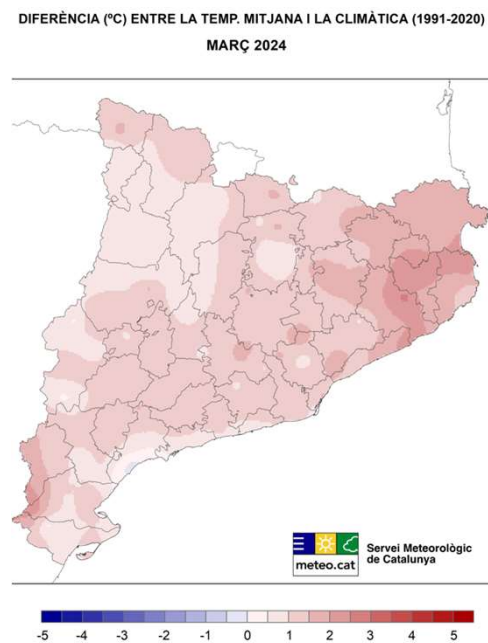 DIFERÈNCIA (ºC) ENTRE LA TEMP. MITJANA I LA CLIMÀTICA (1991-2020)
MARÇ 2024
meteo.cat
Servei Meteorològic
de Catalunya
-5 -4 -3 -2 -1 0 1 2 3 4 5